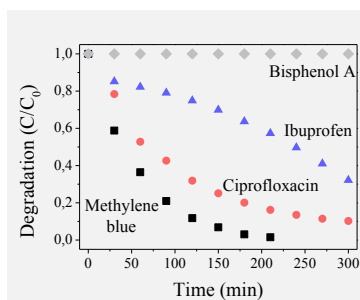 Degradation (C/C₀)
1,0
0,8
0,6
0,4
0,2
0,0
Bisphenol A
Ibuprofen
Ciprofloxacin
Methylene
blue
0 50 100 150 200 250 300
Time (min)